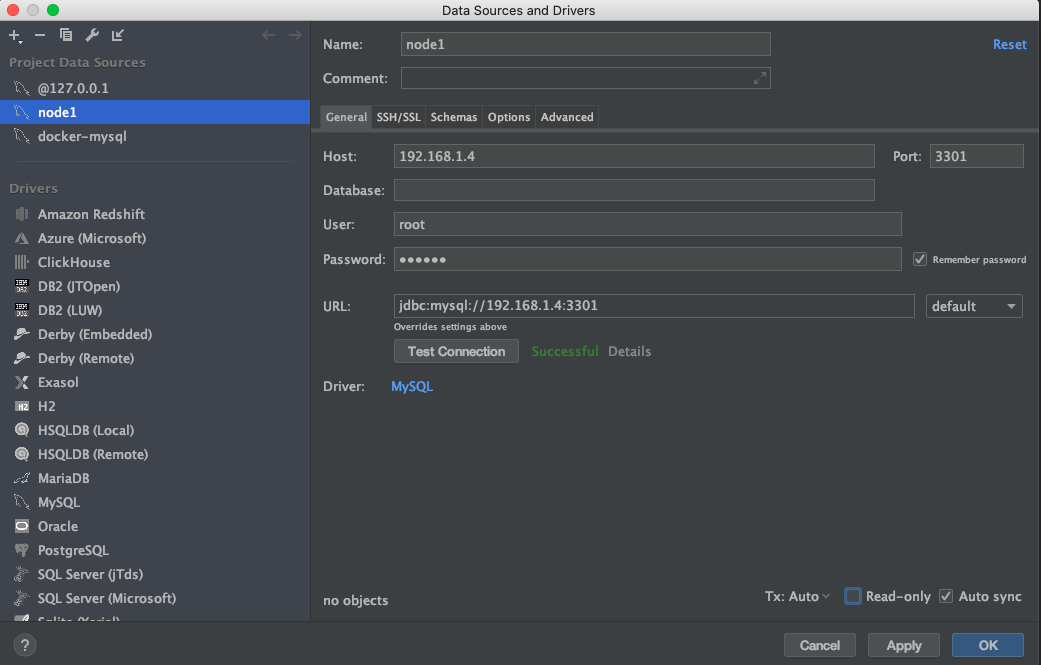 Data Sources and Drivers
Project Data Sources
@127.0.0.1
node1
docker-mysql
Drivers
Amazon Redshift
Azure (Microsoft)
ClickHouse
DB2 (JTOpen)
DB2 (LUW)
Derby (Embedded)
Derby (Remote)
Exasol
H2
HSQLDB (Local)
HSQLDB (Remote)
MariaDB
MySQL
Oracle
PostgreSQL
SQL Server (jTds)
SQL Server (Microsoft)
Name: node1 Reset
Comment:
General SSH/SSL Schemas Options Advanced
Host: 192.168.1.4 Port: 3301
Database:
User: root
Password: •••••• Remember password
URL: jdbc:mysql://192.168.1.4:3301 default
Overrides settings above
Test Connection Successful Details
Driver: MySQL
no objects Tx: Auto Read-only Auto sync
? Cancel Apply OK